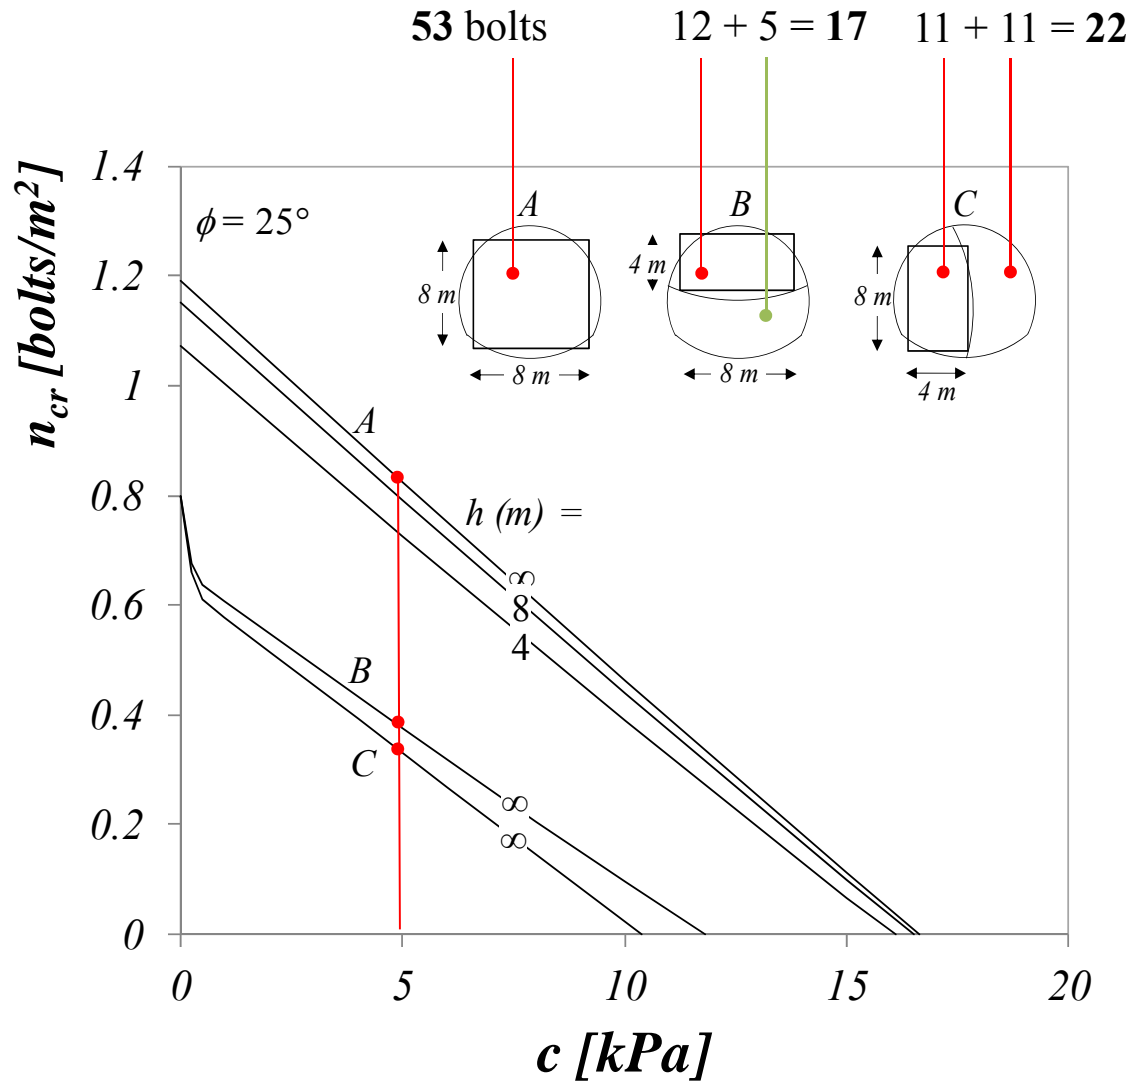 53 bolts
12 + 5 = 17
11 + 11 = 22
n_cr [bolts/m²]
1.4
1.2
1
0.8
0.6
0.4
0.2
0
ϕ = 25°
A
8 m
8 m
B
4 m
8 m
C
8 m
4 m
A
h (m) =
∞
8
4
B
∞
C
∞
0
5
10
15
20
c [kPa]